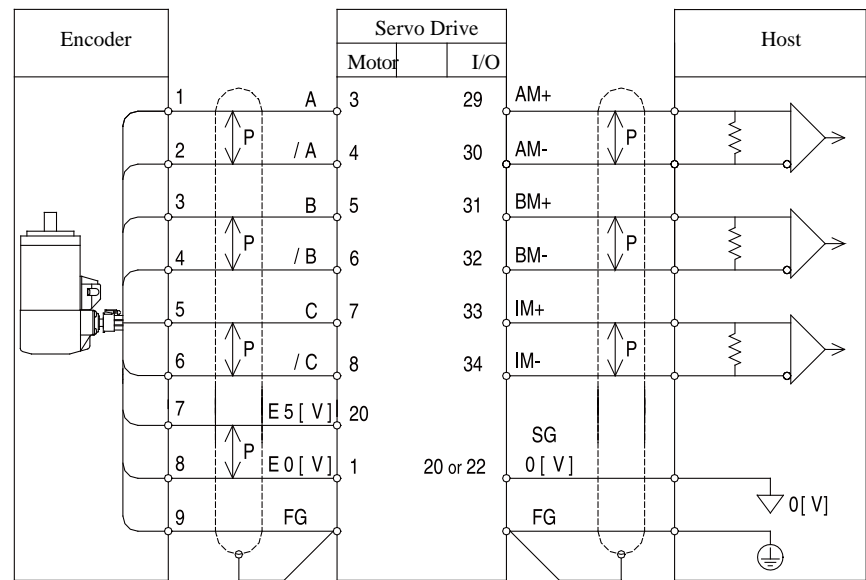 Encoder
Servo Drive
Host
Motor I/O
1 A 3 29 AM+
P P
2 /A 4 30 AM-
3 B 5 31 BM+
P P
4 /B 6 32 BM-
5 C 7 33 IM+
P P
6 /C 8 34 IM-
7 E5[V] 20
P SG
8 E0[V] 1 20 or 22 0[V]
0[V]
9 FG FG